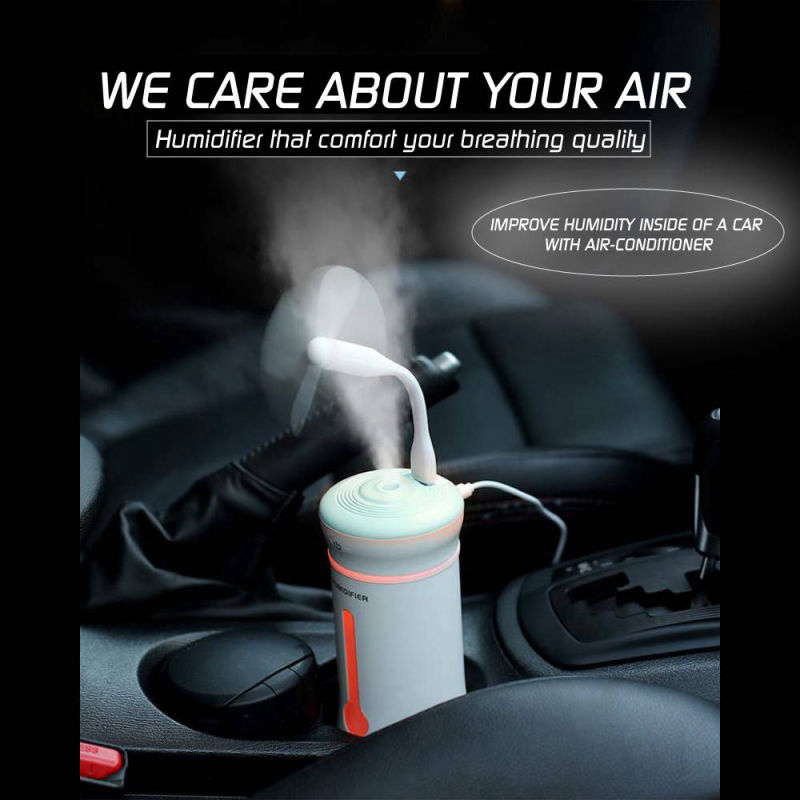 WE CARE ABOUT YOUR AIR
Humidifier that comfort your breathing quality
IMPROVE HUMIDITY INSIDE OF A CAR
WITH AIR-CONDITIONER